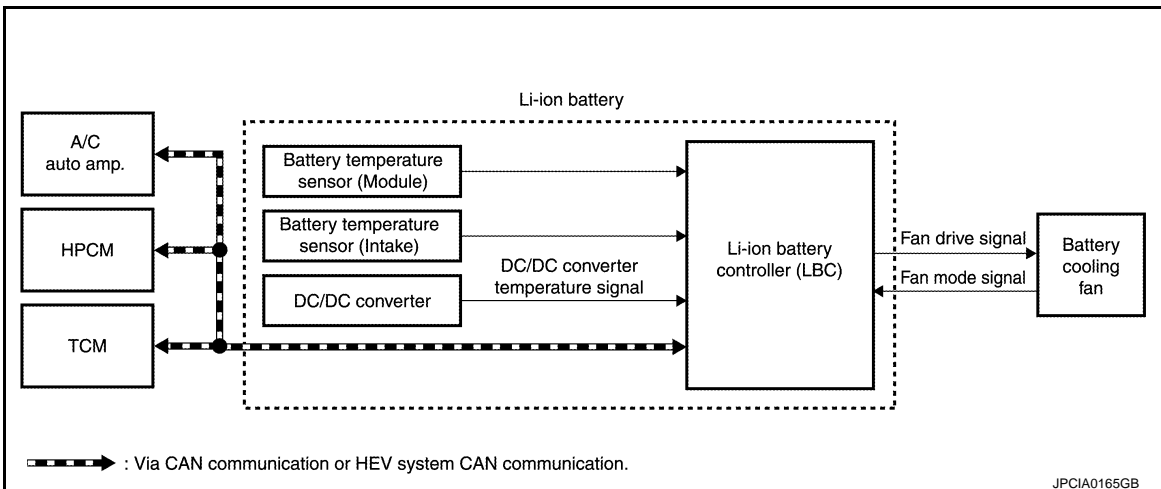 Li-ion battery
A/C
auto amp.
HPCM
TCM
Battery temperature
sensor (Module)
Battery temperature
sensor (Intake)
DC/DC converter
DC/DC converter
temperature signal
Li-ion battery
controller (LBC)
Fan drive signal
Fan mode signal
Battery
cooling
fan
: Via CAN communication or HEV system CAN communication.
JPCIA0165GB